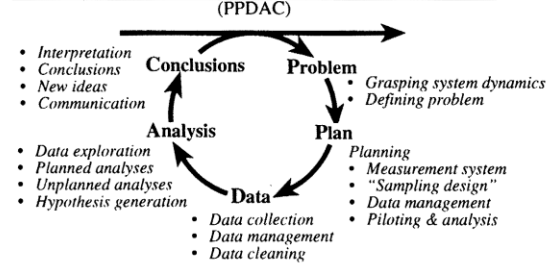 (PPDAC)
• Interpretation
• Conclusions
• New ideas
• Communication
Conclusions
Problem
• Grasping system dynamics
• Defining problem
Analysis
Plan
• Data exploration
• Planned analyses
• Unplanned analyses
• Hypothesis generation
Planning
• Measurement system
• “Sampling design”
• Data management
• Piloting & analysis
Data
• Data collection
• Data management
• Data cleaning